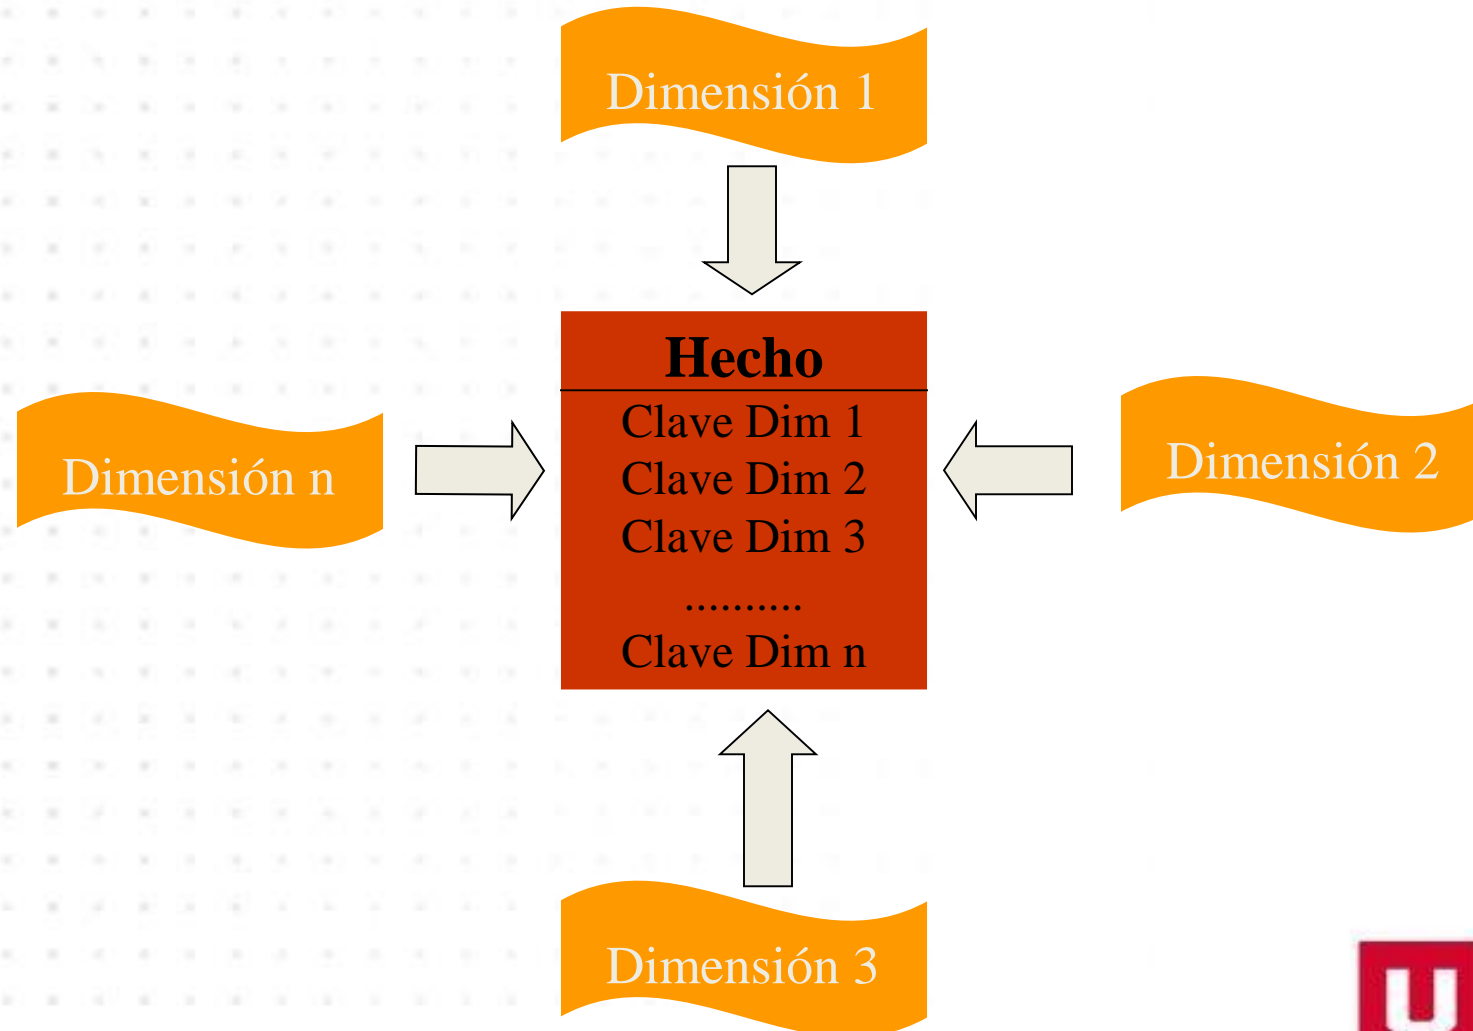 Dimensión 1
Hecho
Clave Dim 1
Clave Dim 2
Clave Dim 3
..........
Clave Dim n
Dimensión n
Dimensión 2
Dimensión 3
U